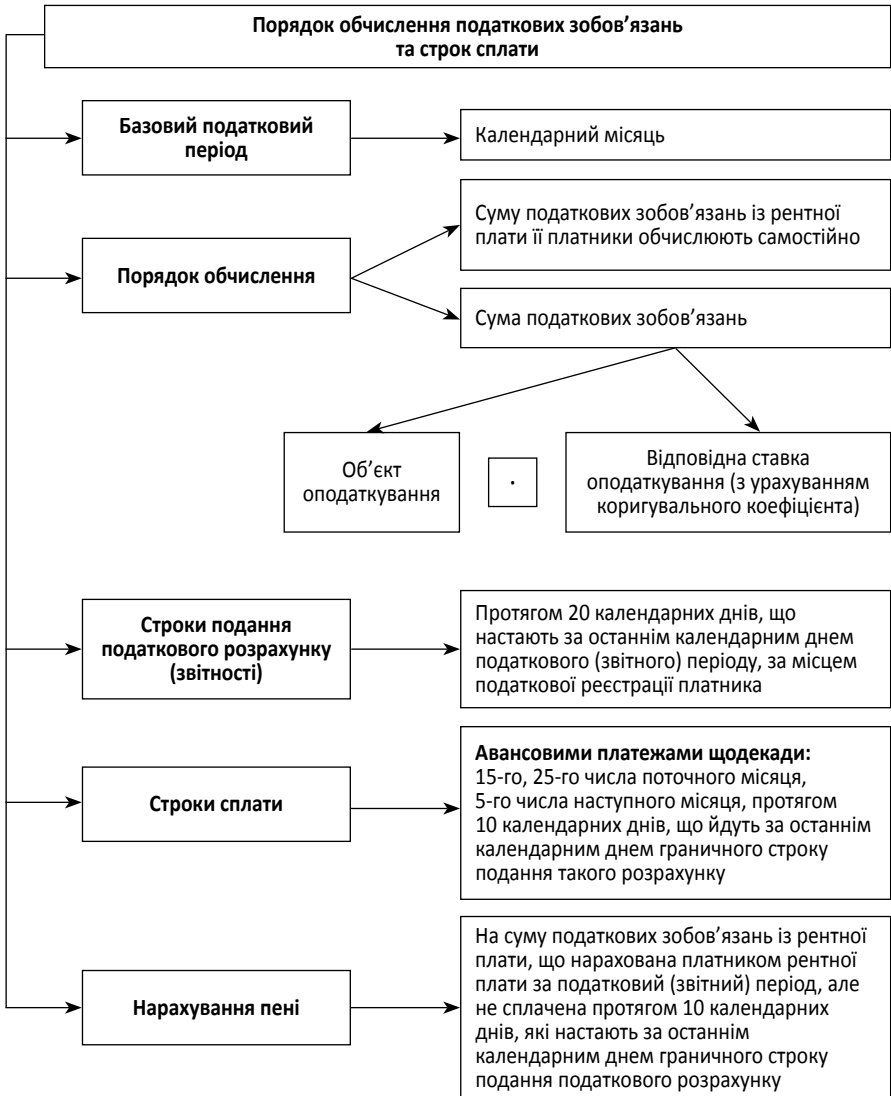 Порядок обчислення податкових зобов'язань
та строк сплати
Базовий податковий
період
Календарний місяць
Суму податкових зобов’язань із рентної
плати її платники обчислюють самостійно
Порядок обчислення
Сума податкових зобов’язань
Об’єкт
оподаткування
·
Відповідна ставка
оподаткування (з урахуванням
коригувального коефіцієнта)
Строки подання
податкового розрахунку
(звітності)
Протягом 20 календарних днів, що
настають за останнім календарним днем
податкового (звітного) періоду, за місцем
податкової реєстрації платника
Строки сплати
Авансовими платежами щодекади:
15-го, 25-го числа поточного місяця,
5-го числа наступного місяця, протягом
10 календарних днів, що йдуть за останнім
календарним днем граничного строку
подання такого розрахунку
Нарахування пені
На суму податкових зобов’язань із рентної
плати, що нарахована платником рентної
плати за податковий (звітний) період, але
не сплачена протягом 10 календарних
днів, які настають за останнім
календарним днем граничного строку
подання податкового розрахунку